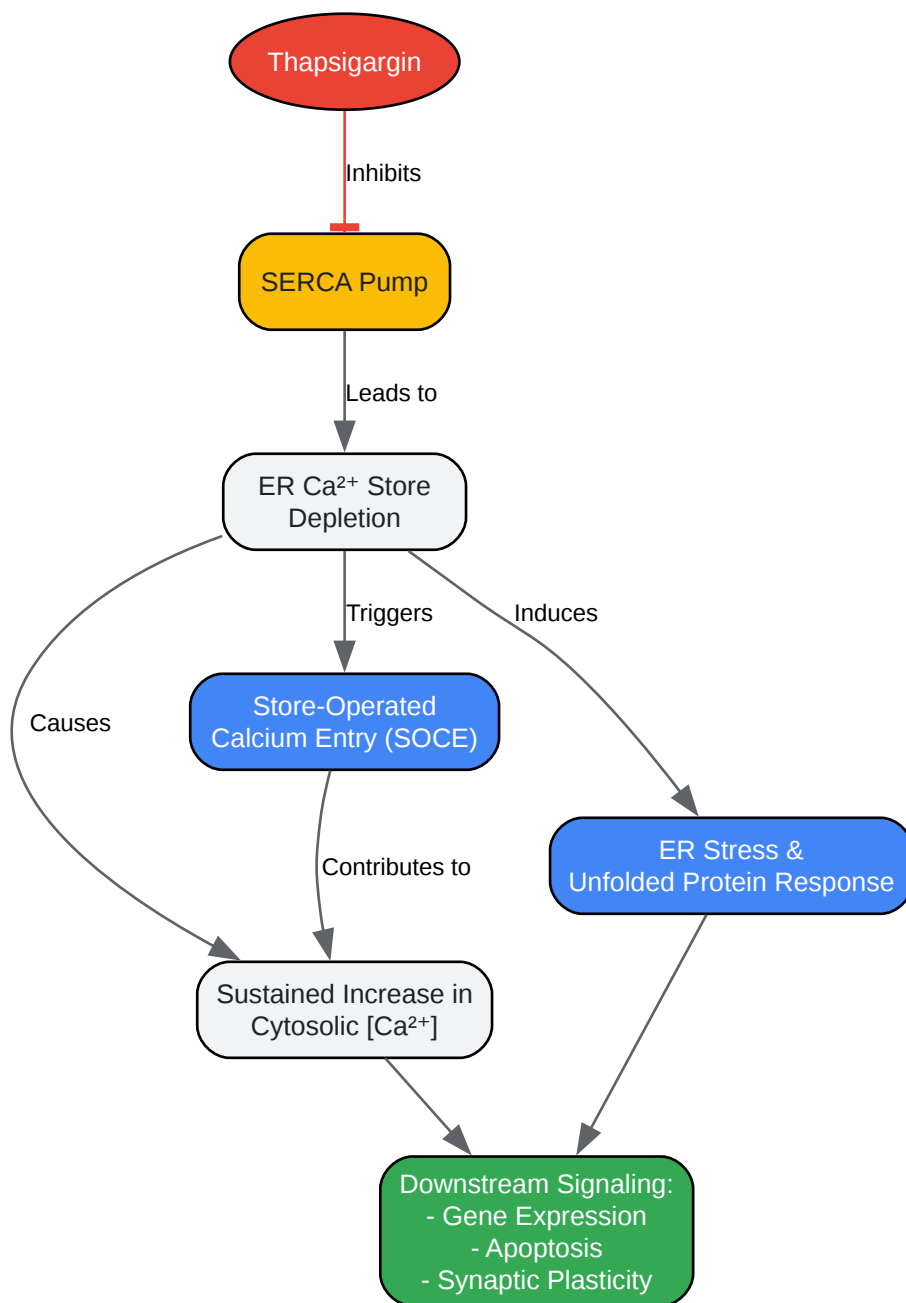 Thapsigargin
Inhibits
SERCA Pump
Leads to
ER Ca²⁺ Store
Depletion
Triggers
Induces
Causes
Store-Operated
Calcium Entry (SOCE)
ER Stress &
Unfolded Protein Response
Contributes to
Sustained Increase in
Cytosolic [Ca²⁺]
Downstream Signaling:
- Gene Expression
- Apoptosis
- Synaptic Plasticity